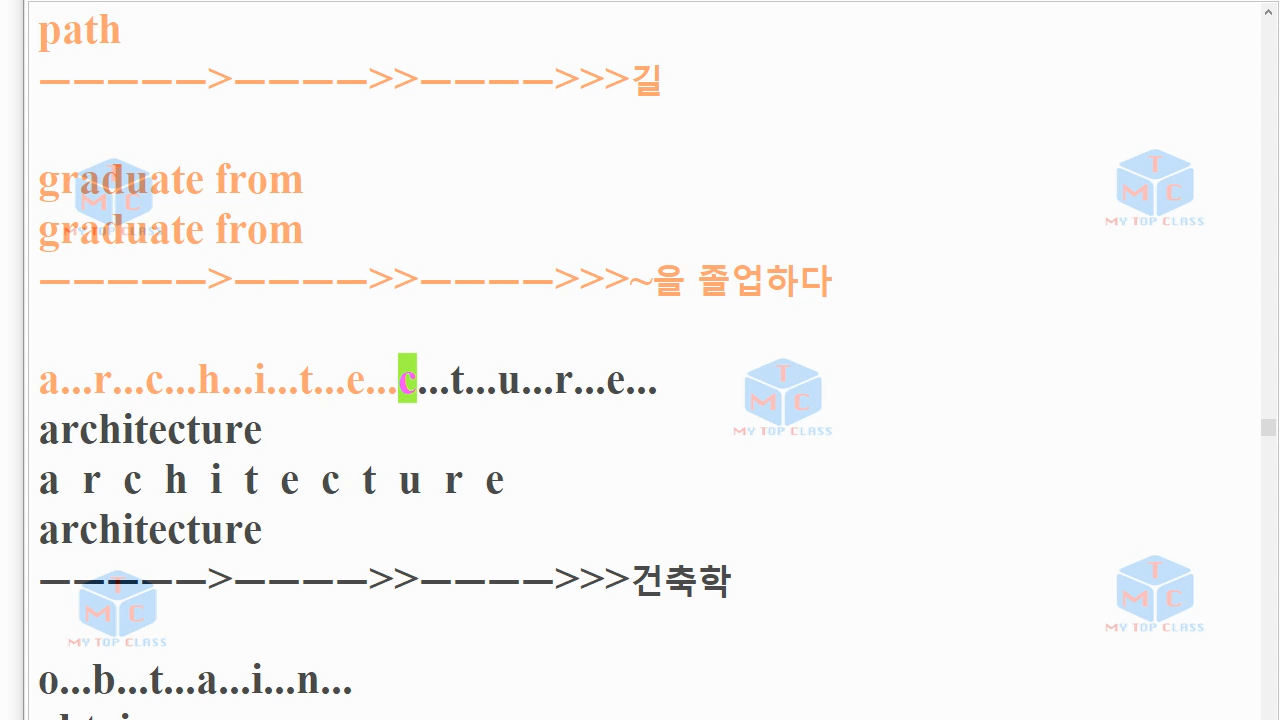 path
—————>————>>————>>>길
graduate from
graduate from
—————>————>>————>>>~을 졸업하다
a...r...c...h...i...t...e...c...t...u...r...e...
architecture
a r c h i t e c t u r e
architecture
—————>————>>————>>>건축학
o...b...t...a...i...n...
T M C
MY TOP CLASS
T M C
MY TOP CLASS
T M C
MY TOP CLASS
T M C
MY TOP CLASS
T M C
MY TOP CLASS